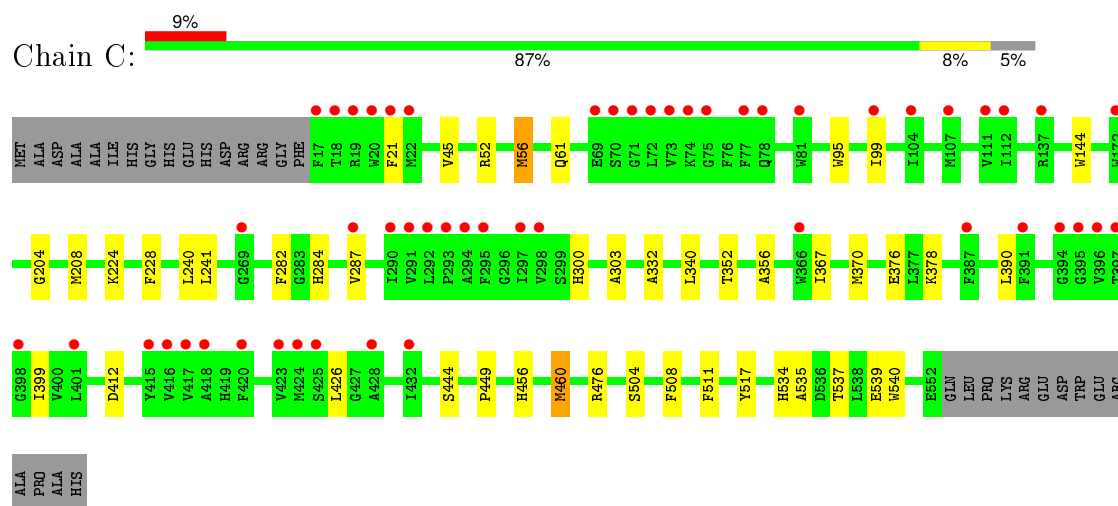 9%
Chain C:
87% 8% 5%
MET ALA ASP ALA ALA ILE HIS GLY HIS GLU HIS ASP ARG ARG GLY PHE F17 T18 R19 W20 F21 M22 V45 R52 M56 Q61 E69 S70 G71 L72 V73 K74 G75 F76 F77 Q78 W81 W95 I99 I104 M107 V111 I112 R137 W144 W172
G204 M208 K224 F228 L240 L241 G269 F282 G283 H284 V287 I290 V291 L292 P293 A294 F295 G296 I297 V298 S299 H300 A303 A332 L340 T352 A356 W366 I367 M370 E376 L377 K378 F387 L390 F391 G394 G395 V396 T397
G398 I399 V400 L401 D412 Y415 V416 V417 A418 H419 F420 V423 M424 S425 L426 G427 A428 I432 S444 P449 H456 M460 R476 S504 F508 F511 Y517 H534 A535 D536 T537 L538 E539 W540 E552 GLN LEU PRO LYS ARG GLU ASP TRP GLU ARG
ALA PRO ALA HIS